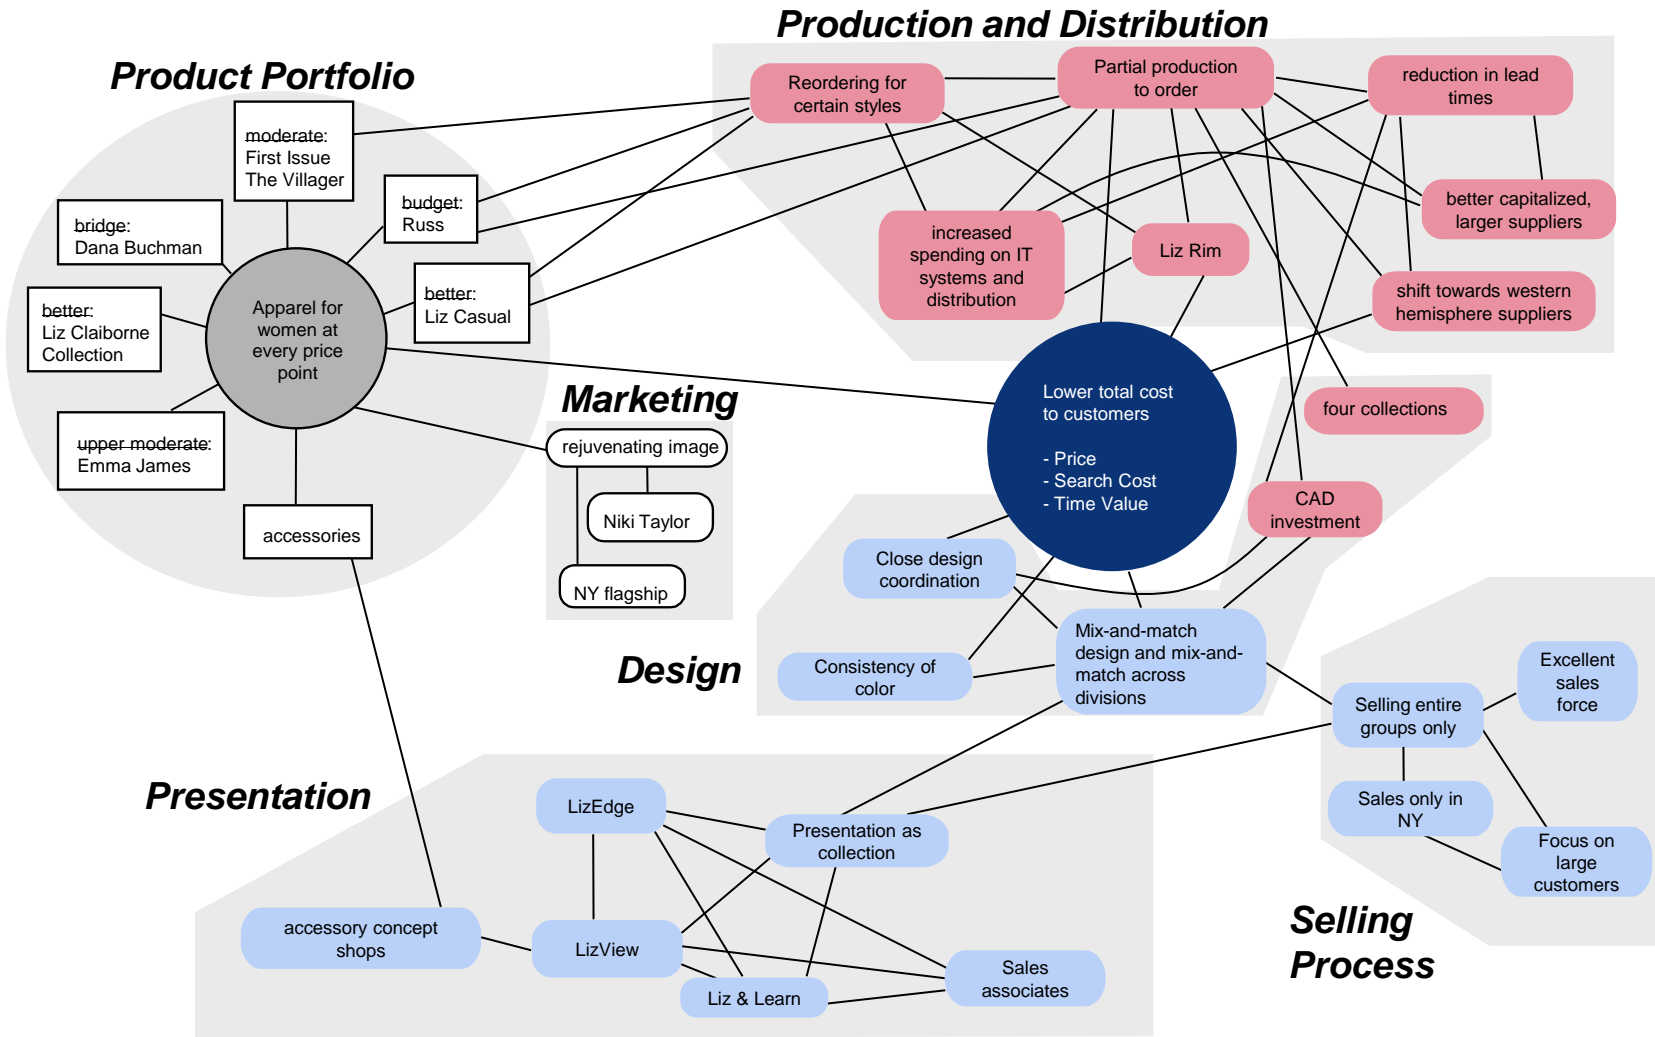 Production and Distribution
Product Portfolio
Reordering for
certain styles
Partial production
to order
reduction in lead
times
moderate:
First Issue
The Villager
budget:
Russ
bridge:
Dana Buchman
better:
Liz Claiborne
Collection
better:
Liz Casual
upper moderate:
Emma James
accessories
Apparel for
women at
every price
point
increased
spending on IT
systems and
distribution
Liz Rim
better capitalized,
larger suppliers
shift towards western
hemisphere suppliers
four collections
CAD
investment
Lower total cost
to customers
- Price
- Search Cost
- Time Value
Marketing
rejuvenating image
Niki Taylor
NY flagship
Design
Close design
coordination
Consistency of
color
Mix-and-match
design and mix-and-
match across
divisions
Selling entire
groups only
Excellent
sales
force
Sales only in
NY
Focus on
large
customers
Selling
Process
Presentation
LizEdge
Presentation as
collection
accessory concept
shops
LizView
Liz & Learn
Sales
associates